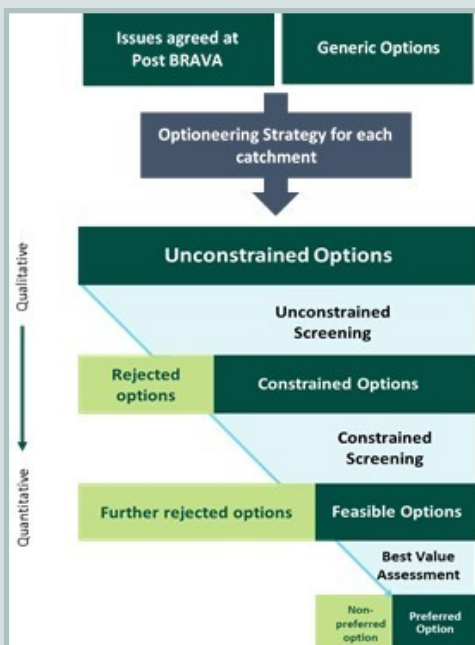 Issues agreed at
Post BRAVA
Generic Options
Optioneering Strategy for each
catchment
Qualitative
Quantitative
Unconstrained Options
Unconstrained
Screening
Rejected
options
Constrained Options
Constrained
Screening
Further rejected options
Feasible Options
Best Value
Assessment
Non-
preferred
option
Preferred
Option